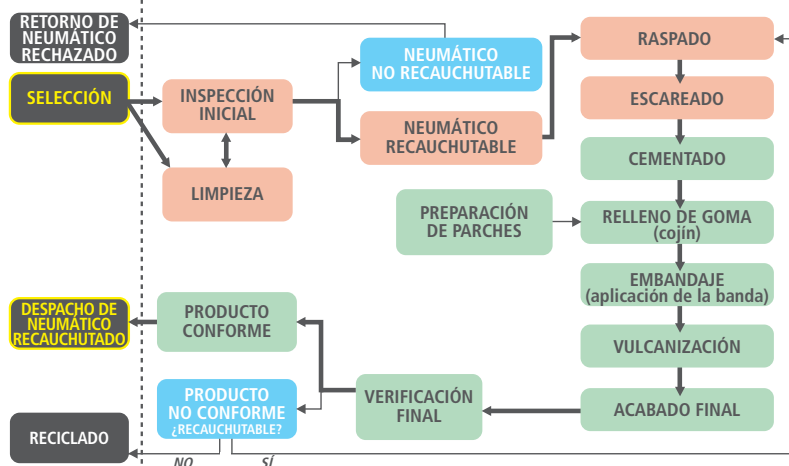 RETORNO DE
NEUMÁTICO
RECHAZADO
SELECCIÓN
INSPECCIÓN
INICIAL
LIMPIEZA
NEUMÁTICO
NO RECAUCHUTABLE
NEUMÁTICO
RECAUCHUTABLE
RASPADO
ESCAREADO
CEMENTADO
PREPARACIÓN
DE PARCHES
RELLENO DE GOMA
(cojín)
EMBANDAJE
(aplicación de la banda)
VULCANIZACIÓN
ACABADO FINAL
VERIFICACIÓN
FINAL
PRODUCTO
CONFORME
DESPACHO DE
NEUMÁTICO
RECAUCHUTADO
PRODUCTO
NO CONFORME
¿RECAUCHUTABLE?
RECICLADO
NO
SÍ